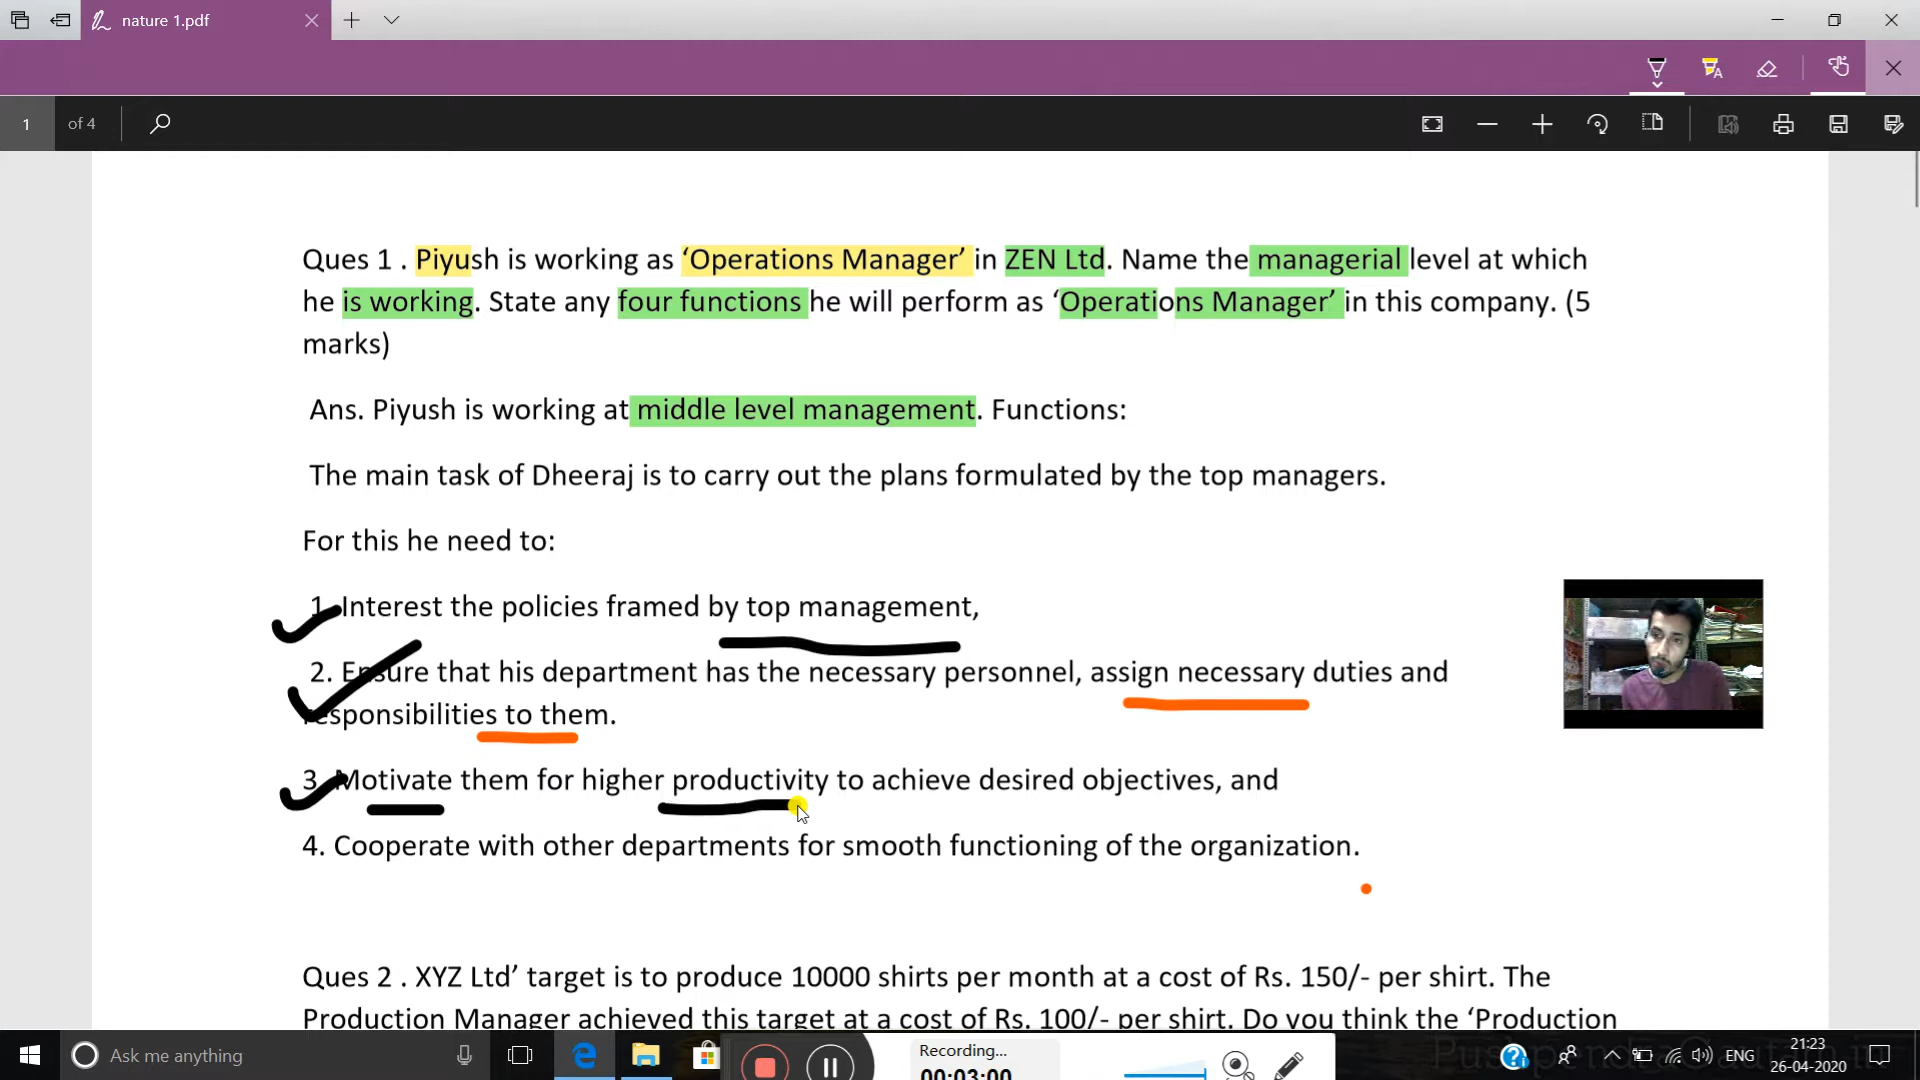 nature 1.pdf
1 of 4
Ques 1 . Piyush is working as ‘Operations Manager’ in ZEN Ltd. Name the managerial level at which
he is working. State any four functions he will perform as ‘Operations Manager’ in this company. (5
marks)
Ans. Piyush is working at middle level management. Functions:
The main task of Dheeraj is to carry out the plans formulated by the top managers.
For this he need to:
1. Interest the policies framed by top management,
2. Ensure that his department has the necessary personnel, assign necessary duties and
responsibilities to them.
3. Motivate them for higher productivity to achieve desired objectives, and
4. Cooperate with other departments for smooth functioning of the organization.
Ques 2 . XYZ Ltd’ target is to produce 10000 shirts per month at a cost of Rs. 150/- per shirt. The
Production Manager achieved this target at a cost of Rs. 100/- per shirt. Do you think the ‘Production
Ask me anything
Recording...
00:03:00
ENG
21:23
26-04-2020